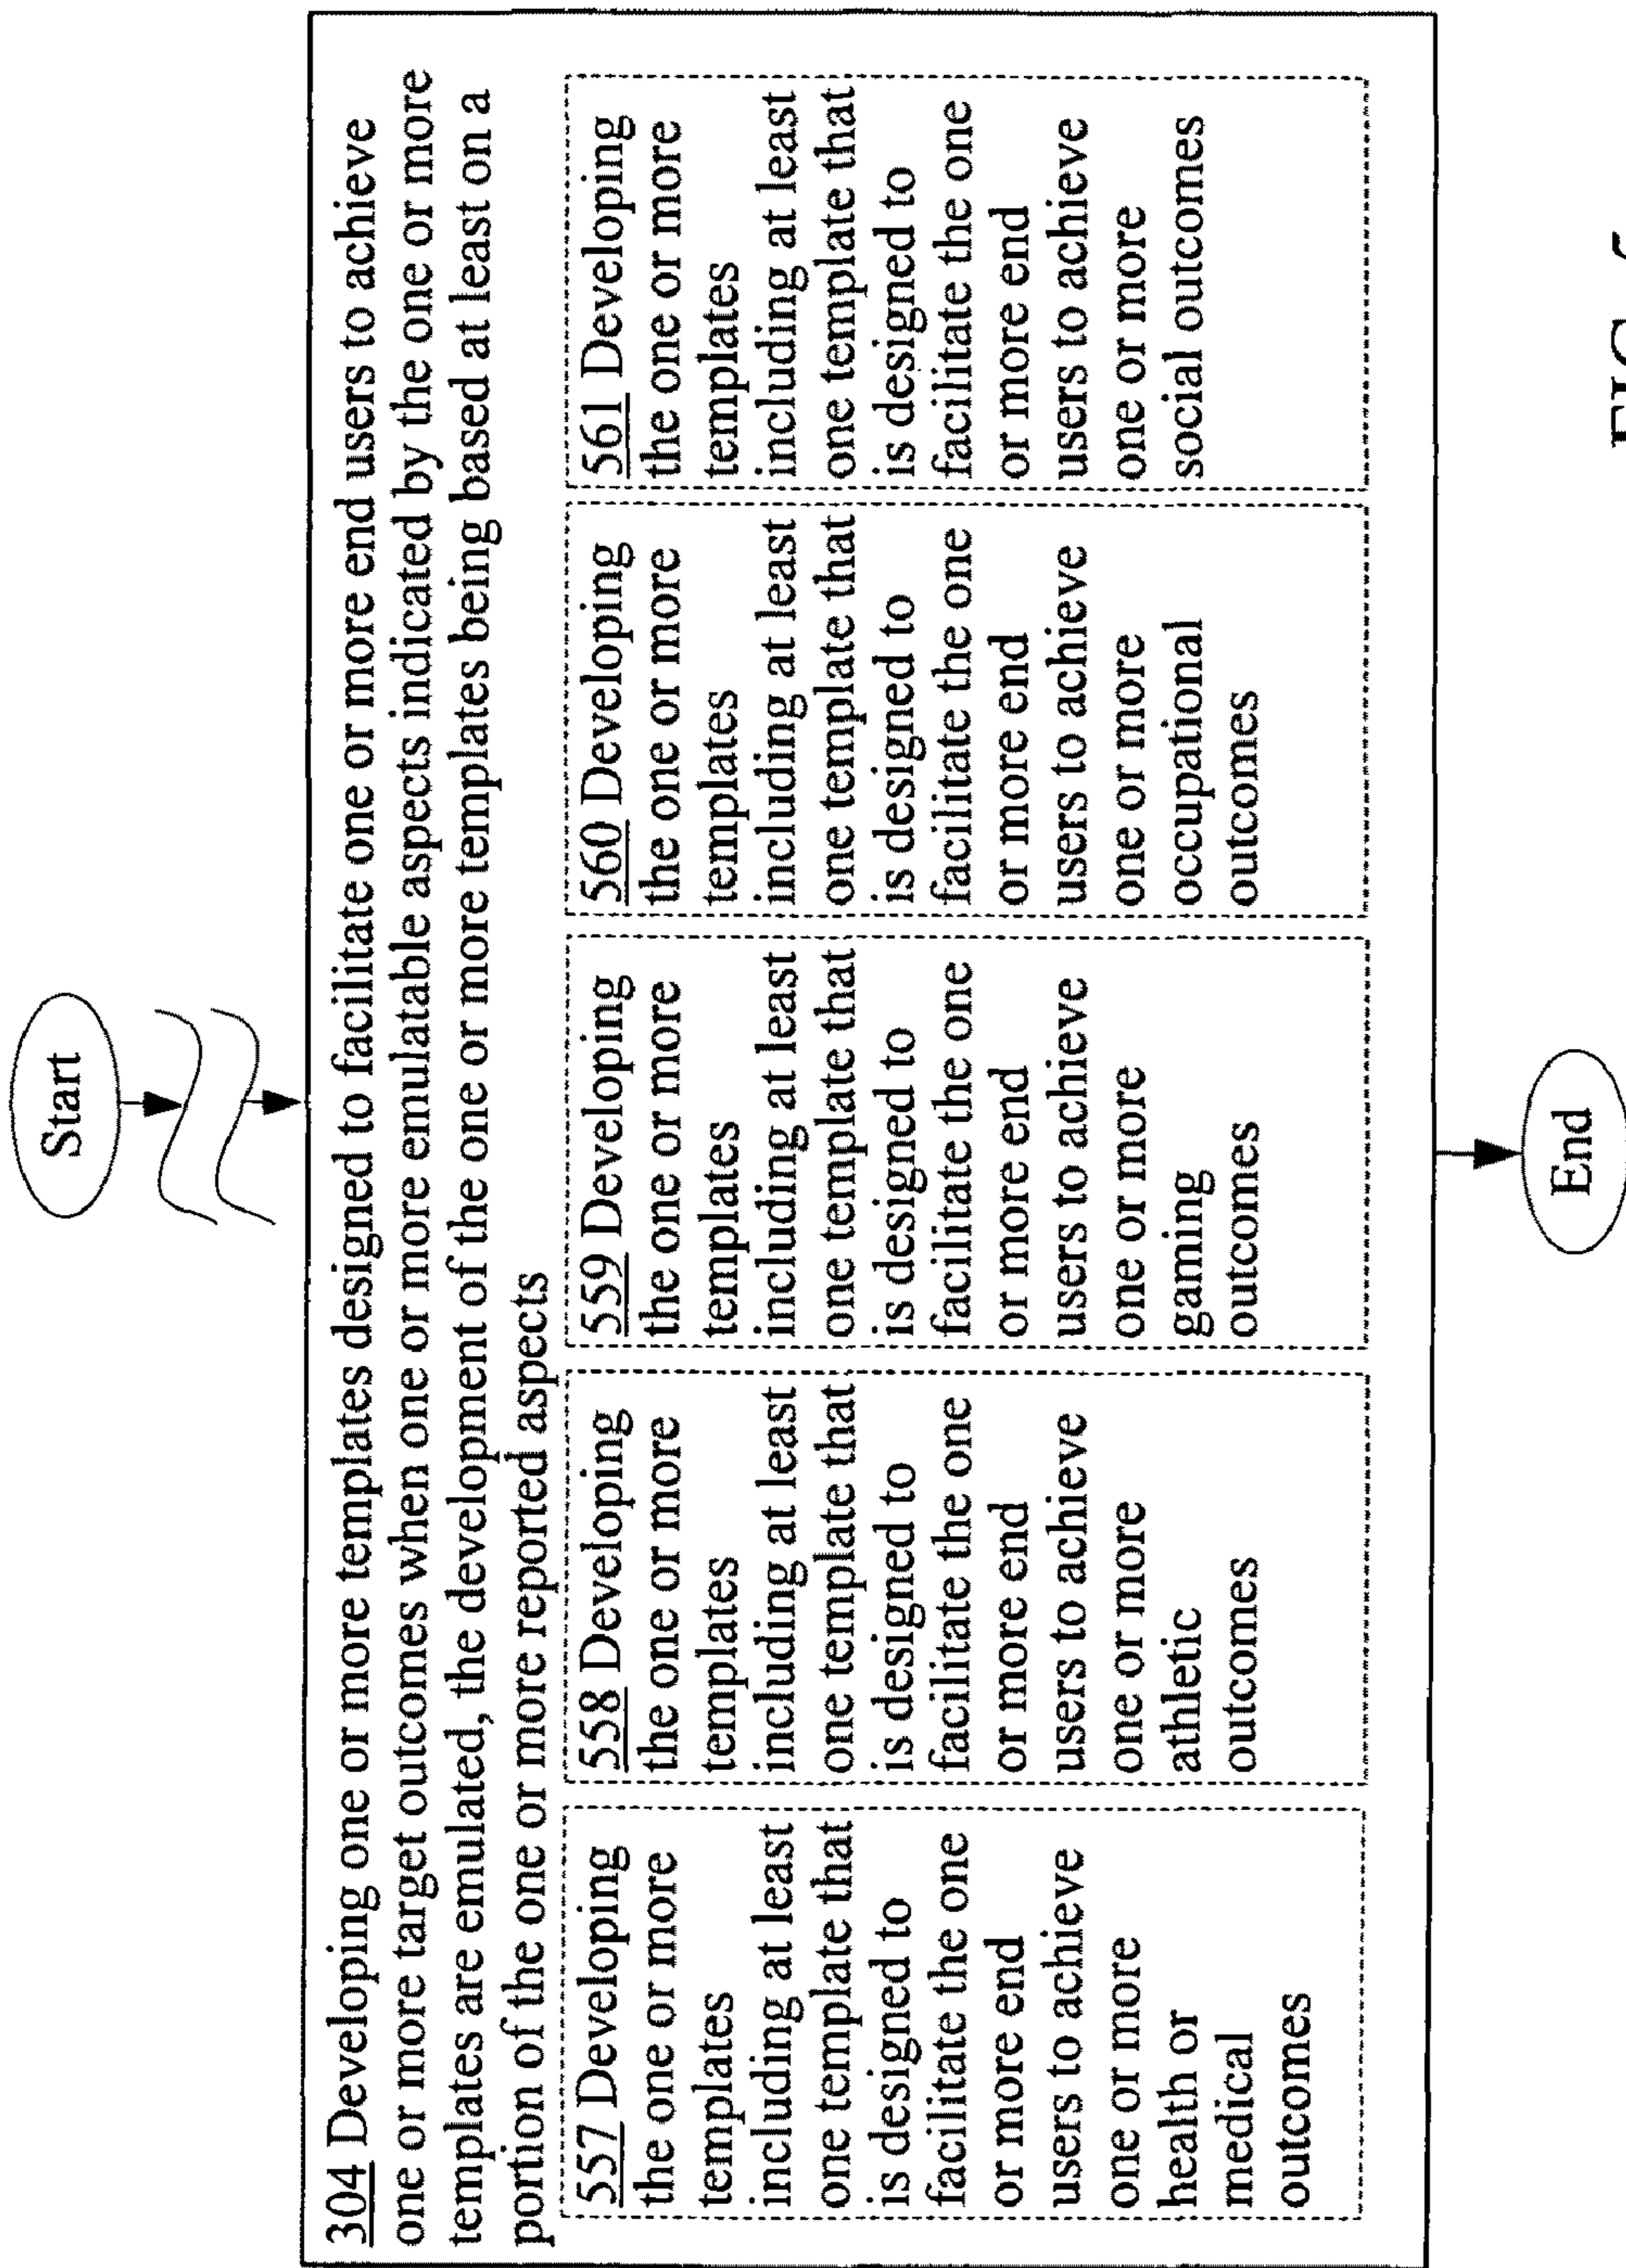 Start
304 Developing one or more templates designed to facilitate one or more end users to achieve
one or more target outcomes when one or more emulatable aspects indicated by the one or more
templates are emulated, the development of the one or more templates being based at least on a
portion of the one or more reported aspects
557 Developing
the one or more
templates
including at least
one template that
is designed to
facilitate the one
or more end
users to achieve
one or more
health or
medical
outcomes
558 Developing
the one or more
templates
including at least
one template that
is designed to
facilitate the one
or more end
users to achieve
one or more
athletic
outcomes
559 Developing
the one or more
templates
including at least
one template that
is designed to
facilitate the one
or more end
users to achieve
one or more
gaming
outcomes
560 Developing
the one or more
templates
including at least
one template that
is designed to
facilitate the one
or more end
users to achieve
one or more
occupational
outcomes
561 Developing
the one or more
templates
including at least
one template that
is designed to
facilitate the one
or more end
users to achieve
one or more
social outcomes
End
FIG.